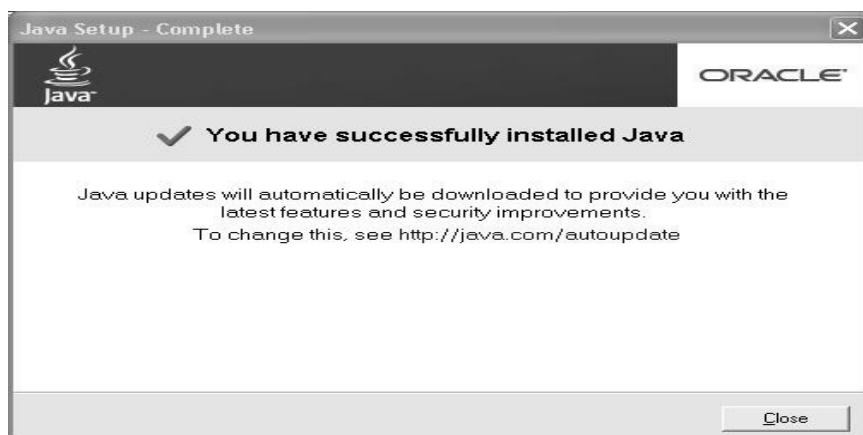 Java Setup - Complete
Java
ORACLE
You have successfully installed Java
Java updates will automatically be downloaded to provide you with the
latest features and security improvements.
To change this, see http://java.com/autoupdate
Close